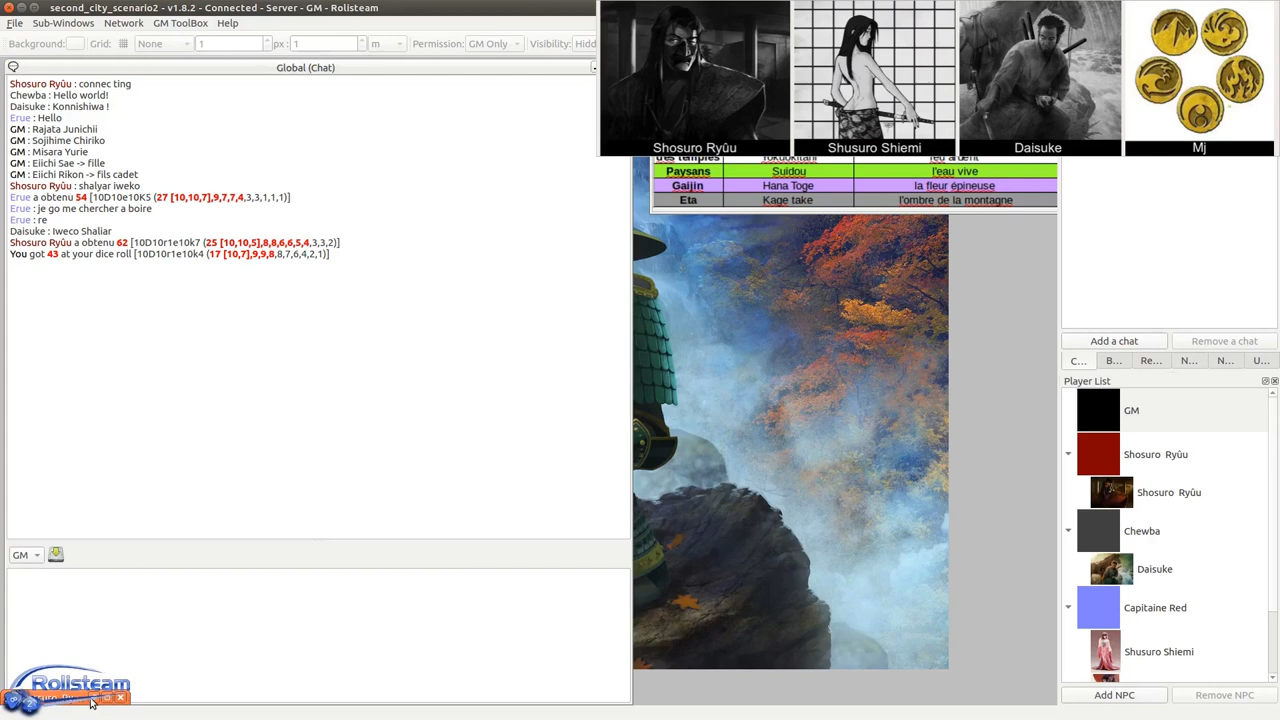 second_city_scenario2 - v1.8.2 - Connected - Server - GM - Rolisteam
File Sub-Windows Network GM ToolBox Help
Background: Grid: None 1 px : 1 m Permission: GM Only Visibility: Hidd
Global (Chat)
Shosuro Ryûu : connec ting
Chewba : Hello world!
Daisuke : Konnishiwa !
Erue : Hello
GM : Rajata Junichii
GM : Sojihime Chiriko
GM : Misara Yurie
GM : Eiichi Sae -> fille
GM : Eiichi Rikon -> fils cadet
Shosuro Ryûu : shalyar iweko
Erue a obtenu 54 [10D10e10K5 (27 [10,10,7],9,7,7,4,3,3,1,1,1)]
Erue : je go me chercher a boire
Erue : re
Daisuke : Iweco Shaliar
Shosuro Ryûu a obtenu 62 [10D10r1e10k7 (25 [10,10,5],8,8,6,6,5,4,3,3,2)]
You got 43 at your dice roll [10D10r1e10k4 (17 [10,7],9,9,8,8,7,6,4,2,1)]
Shosuro Ryûu Shusuro Shiemi Daisuke Mj
des temples Yokuokitani feu ardent
Paysans Suidou l'eau vive
Gaijin Hana Toge la fleur épineuse
Eta Kage take l'ombre de la montagne
Add a chat Remove a chat
C... B... Re... N... N... U...
Player List
GM
Shosuro Ryûu
Shosuro Ryûu
Chewba
Daisuke
Capitaine Red
Shusuro Shiemi
Add NPC Remove NPC
GM
Rolisteam